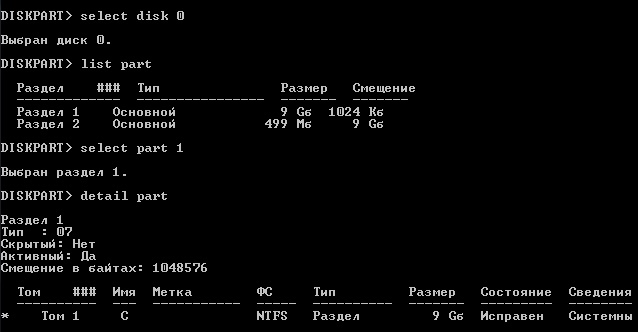 DISKPART> select disk 0
Выбран диск 0.
DISKPART> list part
Раздел ### Тип Размер Смещение
------------- ---------------- ------- -------
Раздел 1 Основной 9 Gб 1024 Kб
Раздел 2 Основной 499 Mб 9 Gб
DISKPART> select part 1
Выбран раздел 1.
DISKPART> detail part
Раздел 1
Тип : 07
Скрытый: Нет
Активный: Да
Смещение в байтах: 1048576
Том ### Имя Метка ФС Тип Размер Состояние Сведения
---------- --- ----------- ----- ---------- ------- --------- --------
* Том 1 C NTFS Раздел 9 Gб Исправен Системны